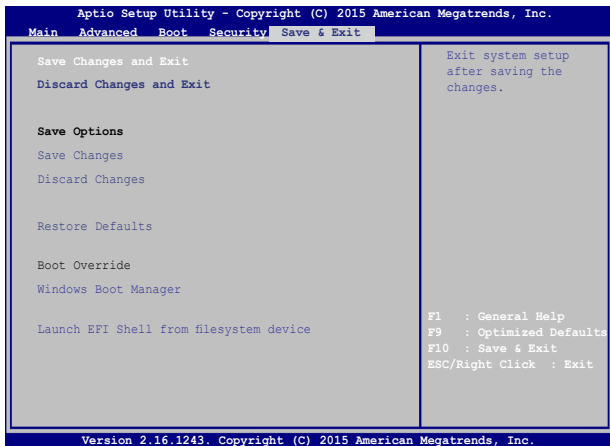 Aptio Setup Utility - Copyright (C) 2015 American Megatrends, Inc.
Main Advanced Boot Security Save & Exit
Save Changes and Exit
Discard Changes and Exit
Save Options
Save Changes
Discard Changes
Restore Defaults
Boot Override
Windows Boot Manager
Launch EFI Shell from filesystem device
Exit system setup
after saving the
changes.
F1 : General Help
F9 : Optimized Defaults
F10 : Save & Exit
ESC/Right Click : Exit
Version 2.16.1243. Copyright (C) 2015 American Megatrends, Inc.